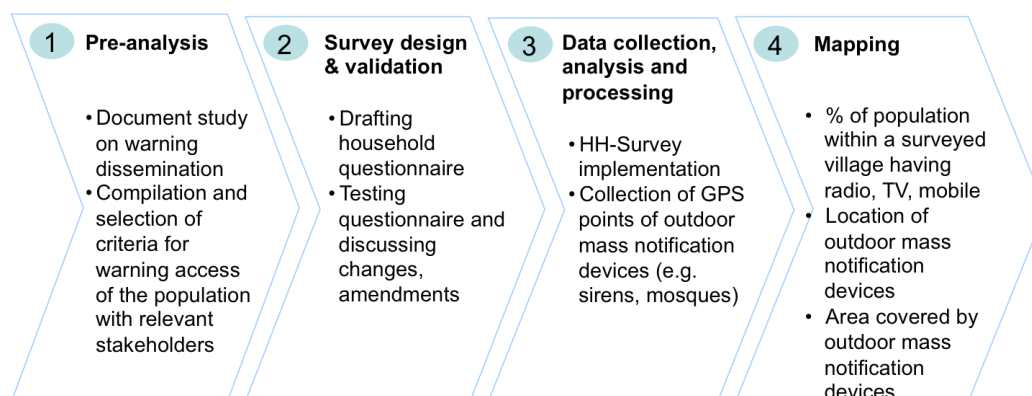 1 Pre-analysis
• Document study
on warning
dissemination
• Compilation and
selection of
criteria for
warning access
of the population
with relevant
stakeholders
2 Survey design
& validation
• Drafting
household
questionnaire
• Testing
questionnaire and
discussing
changes,
amendments
3 Data collection,
analysis and
processing
• HH-Survey
implementation
• Collection of GPS
points of outdoor
mass notification
devices (e.g.
sirens, mosques)
4 Mapping
• % of population
within a surveyed
village having
radio, TV, mobile
• Location of
outdoor mass
notification
devices
• Area covered by
outdoor mass
notification
devices